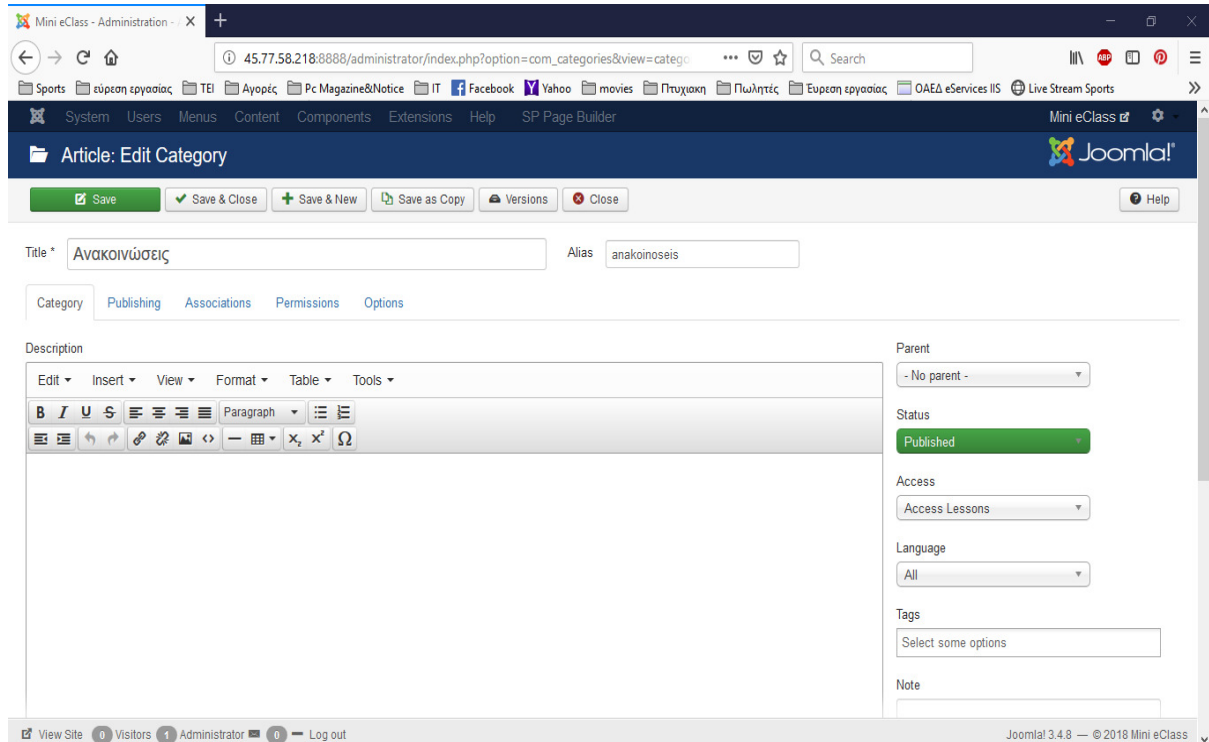 Mini eClass - Administration - A
45.77.58.218:8888/administrator/index.php?option=com_categories&view=catego
Search
Sports εύρεση εργασίας TEI Αγορές Pc Magazine&Notice IT Facebook Yahoo movies Πτυχιακη Πωλητές Έυρεση εργασίας ΟΑΕΔ eServices IIS Live Stream Sports
System Users Menus Content Components Extensions Help SP Page Builder Mini eClass
Article: Edit Category Joomla!®
Save Save & Close Save & New Save as Copy Versions Close Help
Title * Ανακοινώσεις Alias anakoinoseis
Category Publishing Associations Permissions Options
Description
Edit Insert View Format Table Tools
B I U S Paragraph
x₂ x² Ω
Parent
- No parent -
Status
Published
Access
Access Lessons
Language
All
Tags
Select some options
Note
View Site 0 Visitors 1 Administrator 0 Log out Joomla! 3.4.8 — © 2018 Mini eClass